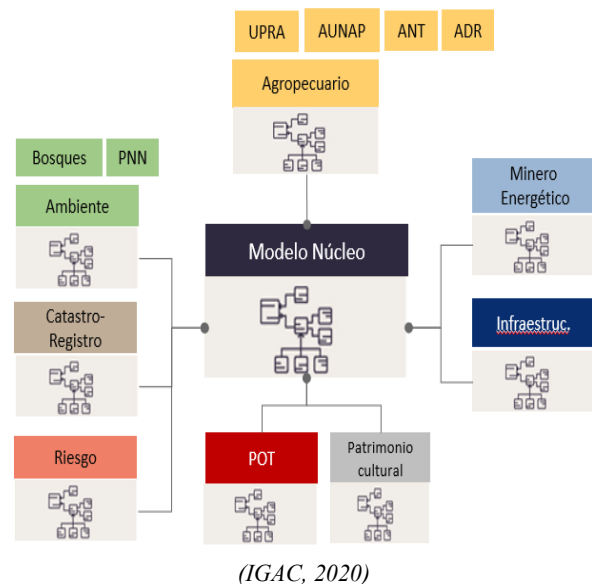 UPRA
AUNAP
ANT
ADR
Agropecuario
Bosques
PNN
Ambiente
Minero
Energético
Modelo Núcleo
Catastro-
Registro
Infraestruc.
Riesgo
POT
Patrimonio
cultural
(IGAC, 2020)